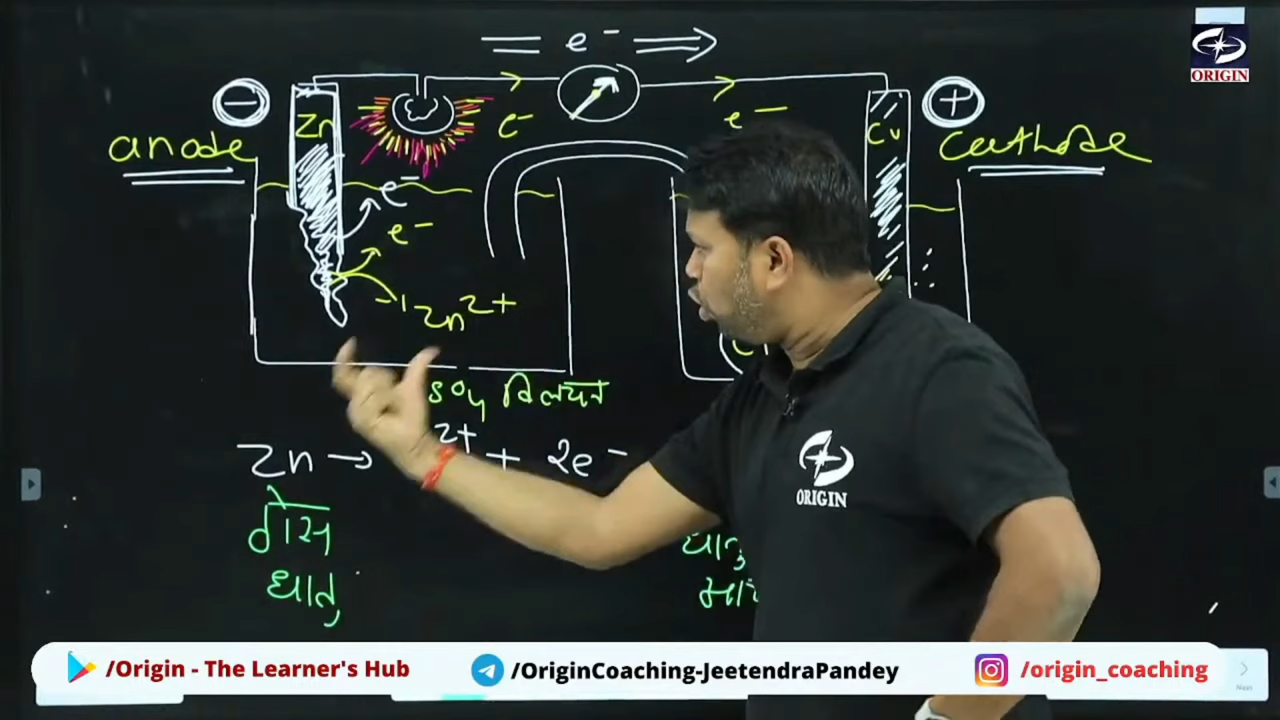 e⁻
ORIGIN
− Zn e⁻ e⁻ Cu +
anode cathode
e⁻
e⁻
Zn²⁺
SO₄ विलयन
Zn → ²⁺ + 2e⁻
ठोस
धातु
ORIGIN
/Origin - The Learner's Hub
/OriginCoaching-JeetendraPandey
/origin_coaching